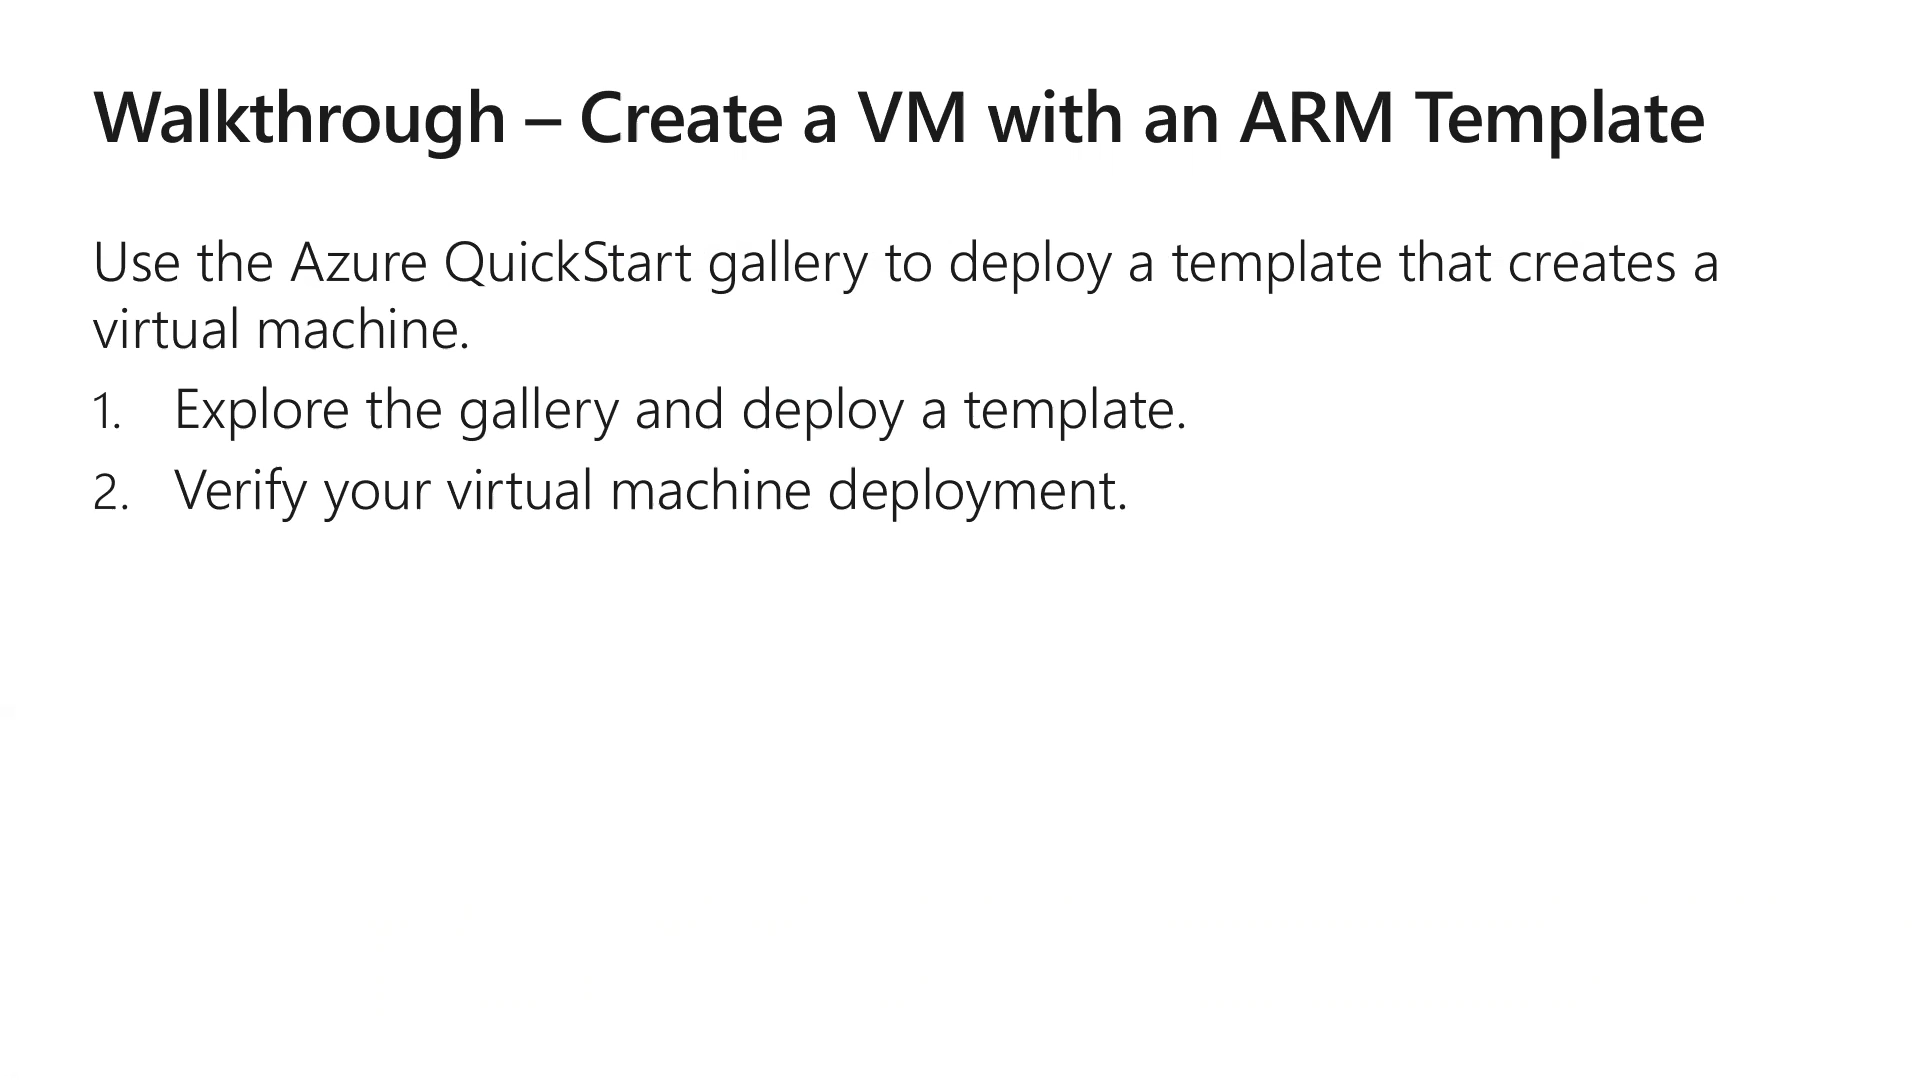 Walkthrough – Create a VM with an ARM Template
Use the Azure QuickStart gallery to deploy a template that creates a
virtual machine.
1. Explore the gallery and deploy a template.
2. Verify your virtual machine deployment.